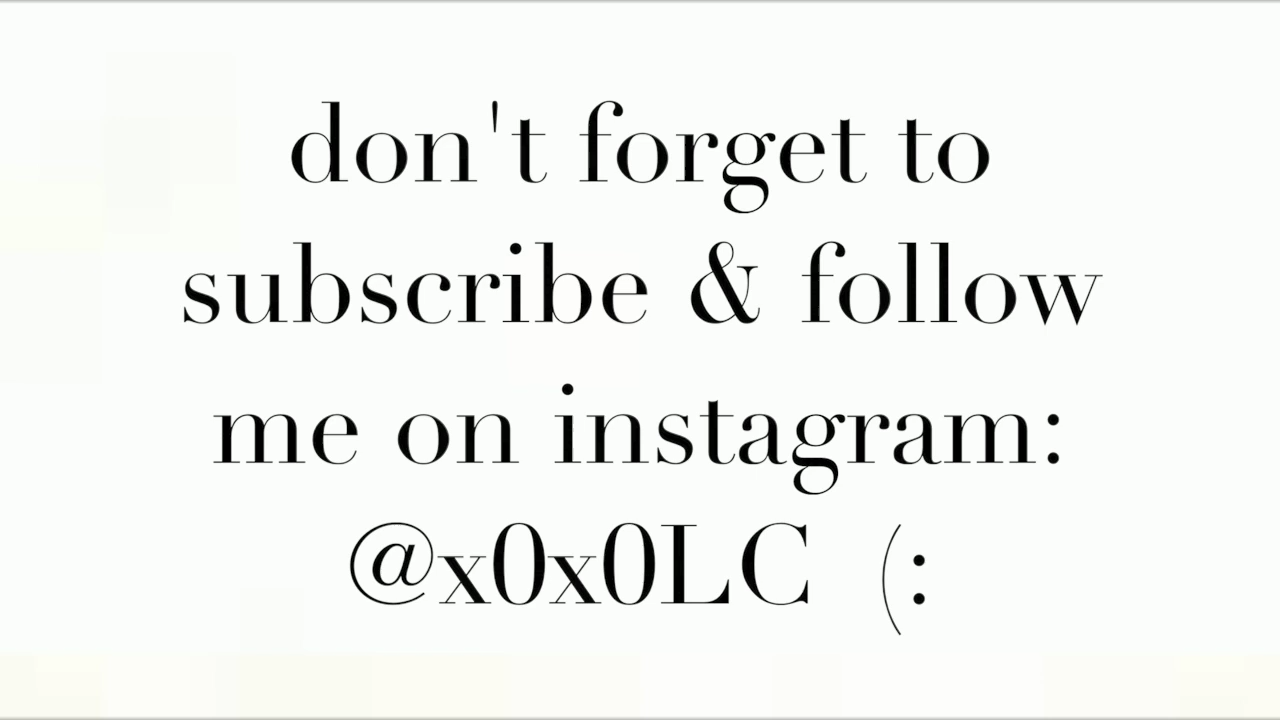 don't forget to
subscribe & follow
me on instagram:
@x0x0LC (: